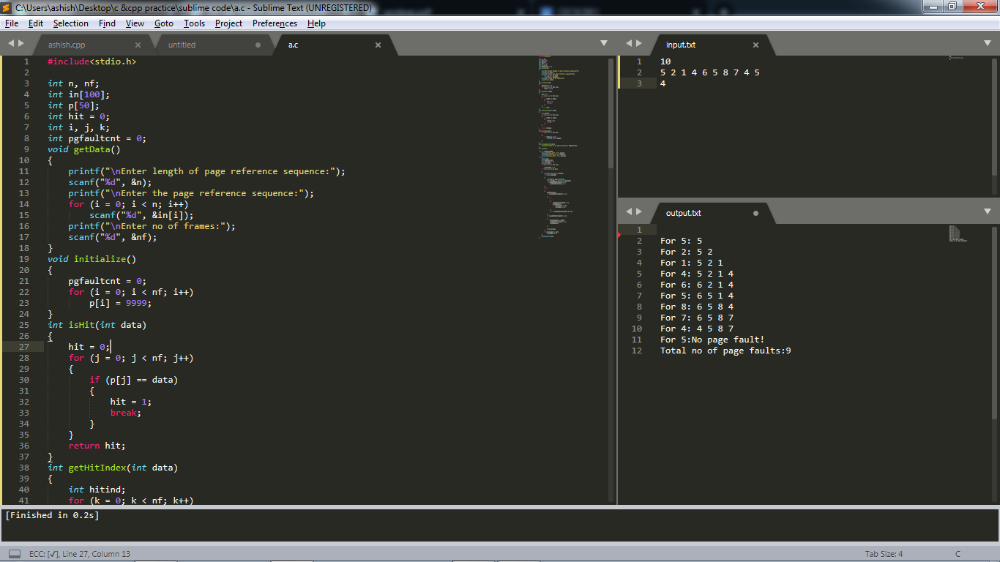 C:\Users\ashish\Desktop\c &cpp practice\sublime code\a.c - Sublime Text (UNREGISTERED)
File Edit Selection Find View Goto Tools Project Preferences Help
ashish.cpp untitled a.c
1 #include<stdio.h>
2
3 int n, nf;
4 int in[100];
5 int p[50];
6 int hit = 0;
7 int i, j, k;
8 int pgfaultcnt = 0;
9 void getData()
10 {
11 printf("\nEnter length of page reference sequence:");
12 scanf("%d", &n);
13 printf("\nEnter the page reference sequence:");
14 for (i = 0; i < n; i++)
15 scanf("%d", &in[i]);
16 printf("\nEnter no of frames:");
17 scanf("%d", &nf);
18 }
19 void initialize()
20 {
21 pgfaultcnt = 0;
22 for (i = 0; i < nf; i++)
23 p[i] = 9999;
24 }
25 int isHit(int data)
26 {
27 hit = 0;
28 for (j = 0; j < nf; j++)
29 {
30 if (p[j] == data)
31 {
32 hit = 1;
33 break;
34 }
35 }
36 return hit;
37 }
38 int getHitIndex(int data)
39 {
40 int hitind;
41 for (k = 0; k < nf; k++)
input.txt
1 10
2 5 2 1 4 6 5 8 7 4 5
3 4
output.txt
1
2 For 5: 5
3 For 2: 5 2
4 For 1: 5 2 1
5 For 4: 5 2 1 4
6 For 6: 6 2 1 4
7 For 5: 6 5 1 4
8 For 8: 6 5 8 4
9 For 7: 6 5 8 7
10 For 4: 4 5 8 7
11 For 5:No page fault!
12 Total no of page faults:9
[Finished in 0.2s]
ECC: [✓], Line 27, Column 13
Tab Size: 4
C